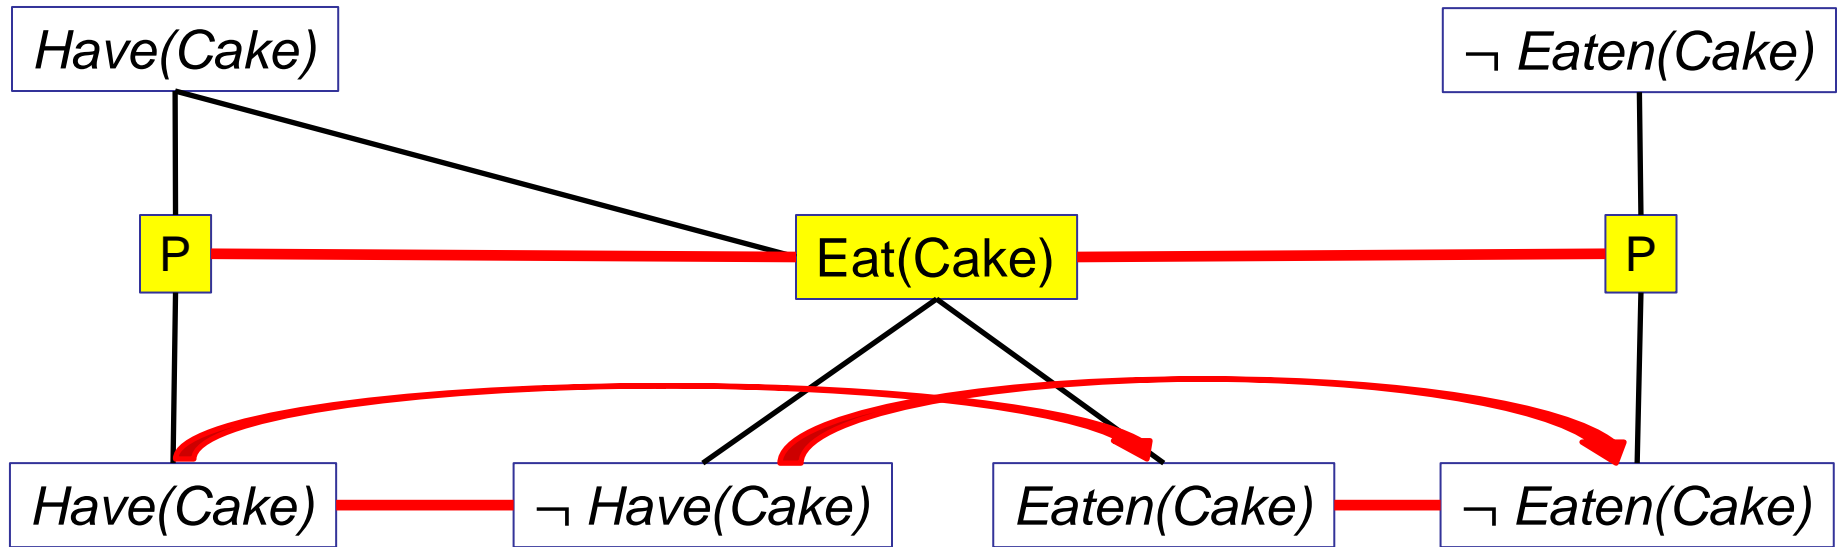 Have(Cake)
¬ Eaten(Cake)
P
Eat(Cake)
P
Have(Cake)
¬ Have(Cake)
Eaten(Cake)
¬ Eaten(Cake)